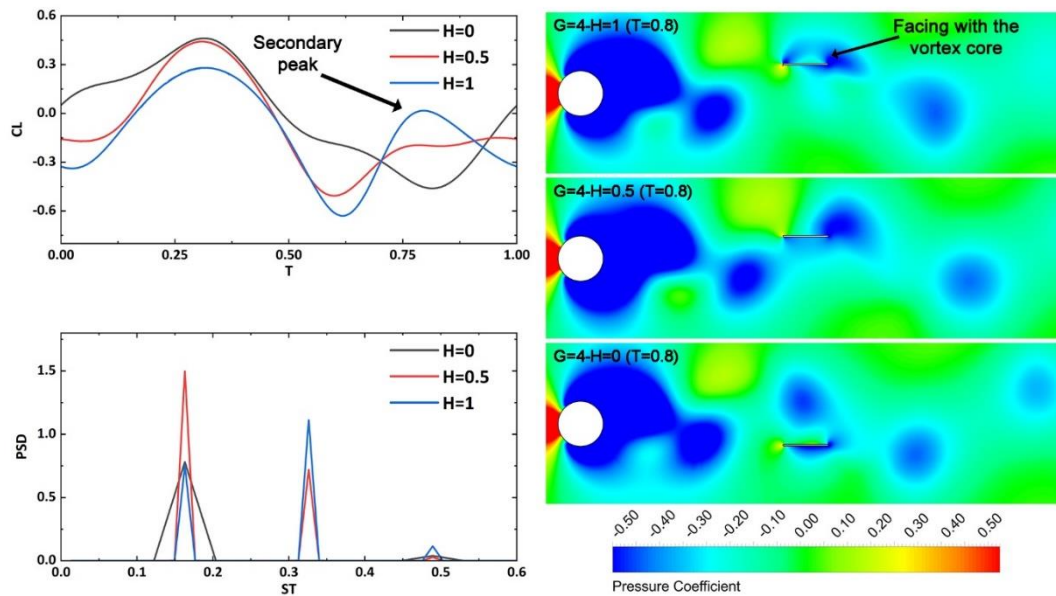 0.6
0.3
0.0
-0.3
-0.6
CL
H=0
H=0.5
H=1
Secondary
peak
0.00
0.25
0.50
0.75
1.00
T
1.5
1.0
0.5
0.0
PSD
H=0
H=0.5
H=1
0.0
0.1
0.2
0.3
0.4
0.5
0.6
ST
G=4-H=1 (T=0.8)
Facing with the
vortex core
G=4-H=0.5 (T=0.8)
G=4-H=0 (T=0.8)
-0.50
-0.40
-0.30
-0.20
-0.10
0.00
0.10
0.20
0.30
0.40
0.50
Pressure Coefficient